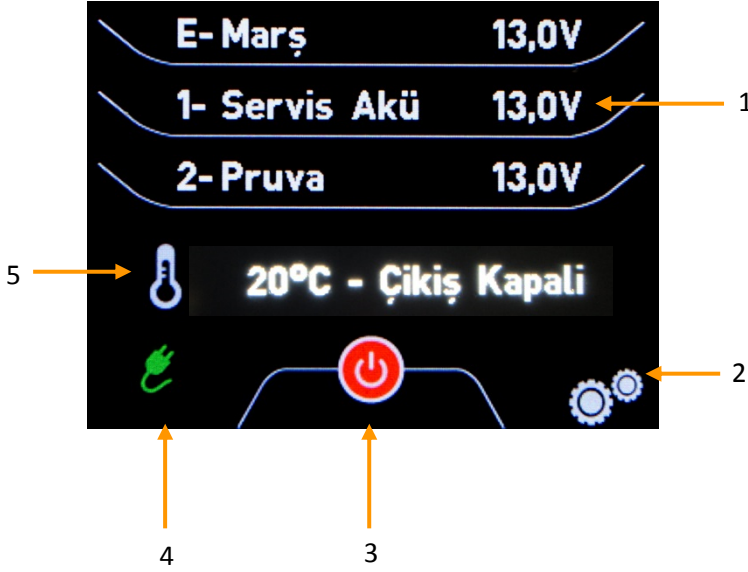 E- Marş 13,0V
1- Servis Akü 13,0V
1
2- Pruva 13,0V
5
20°C - Çikiş Kapali
2
4
3